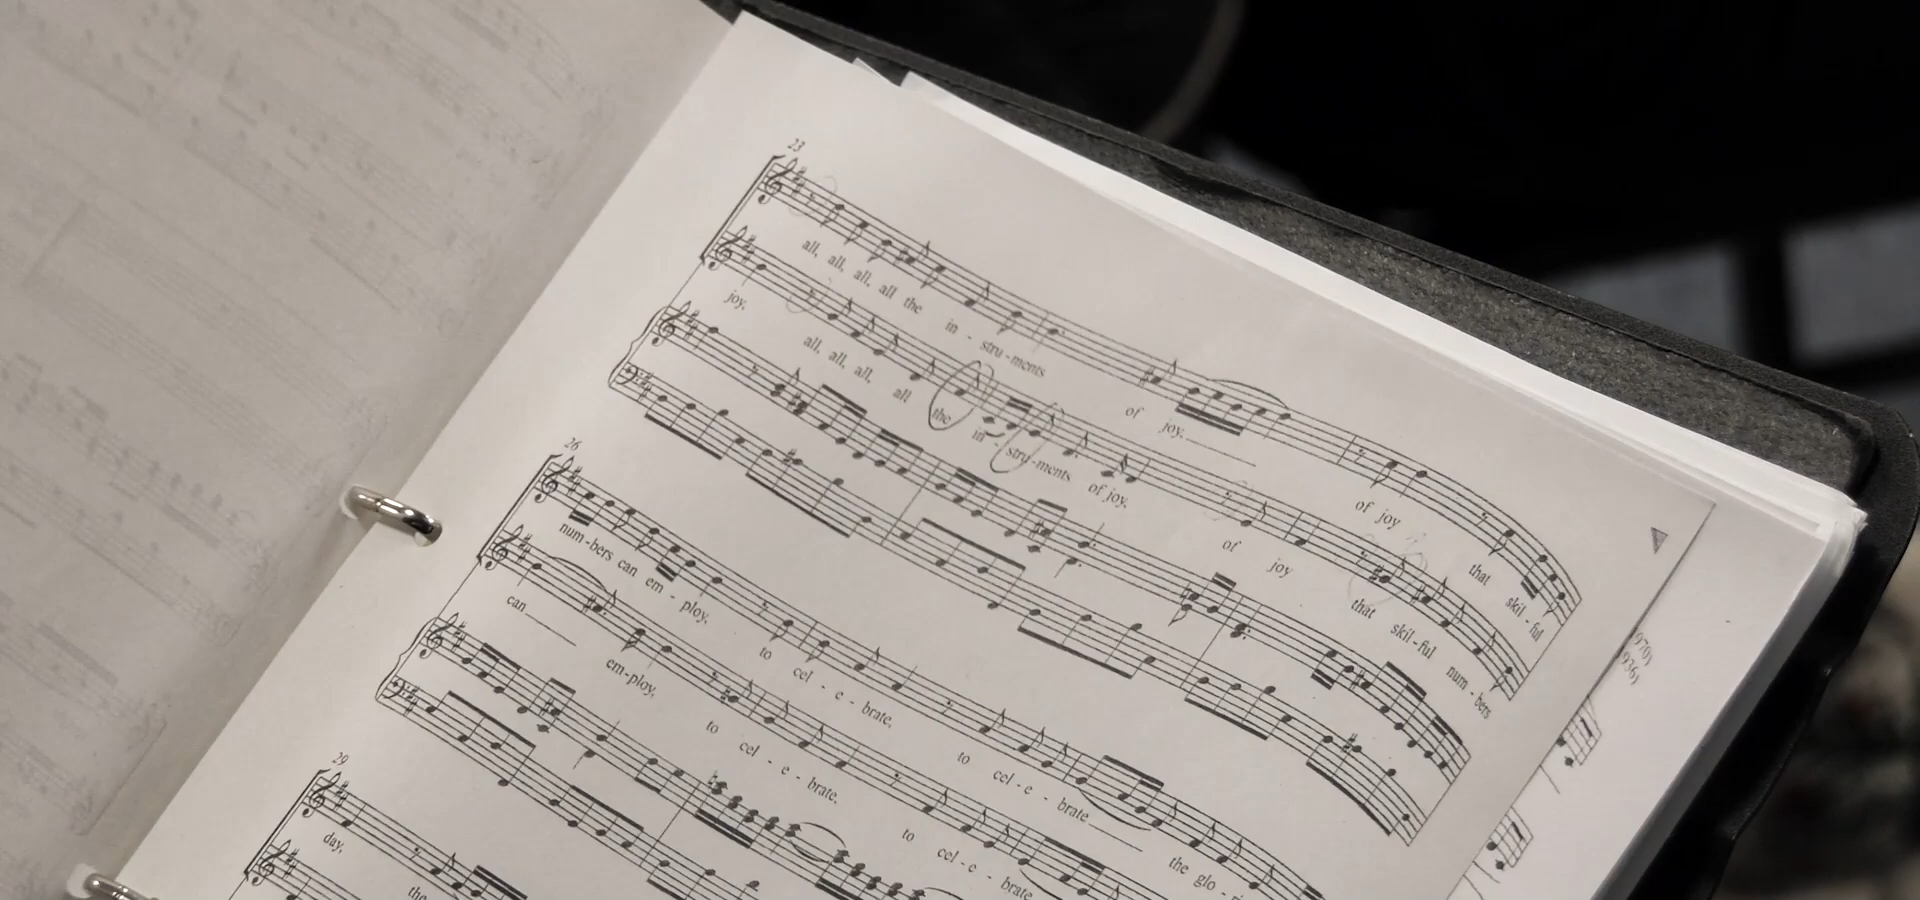 23
all, all, all, all the in - stru - ments of joy, of joy that skil - ful
joy, all, all, all, all the in - stru - ments of joy, of joy that skil - ful num - bers
26
num - bers can em - ploy, to cel - e - brate, to cel - e - brate the glo -
can em - ploy, to cel - e - brate, to cel - e - brate
29
day,
the
970)
936)